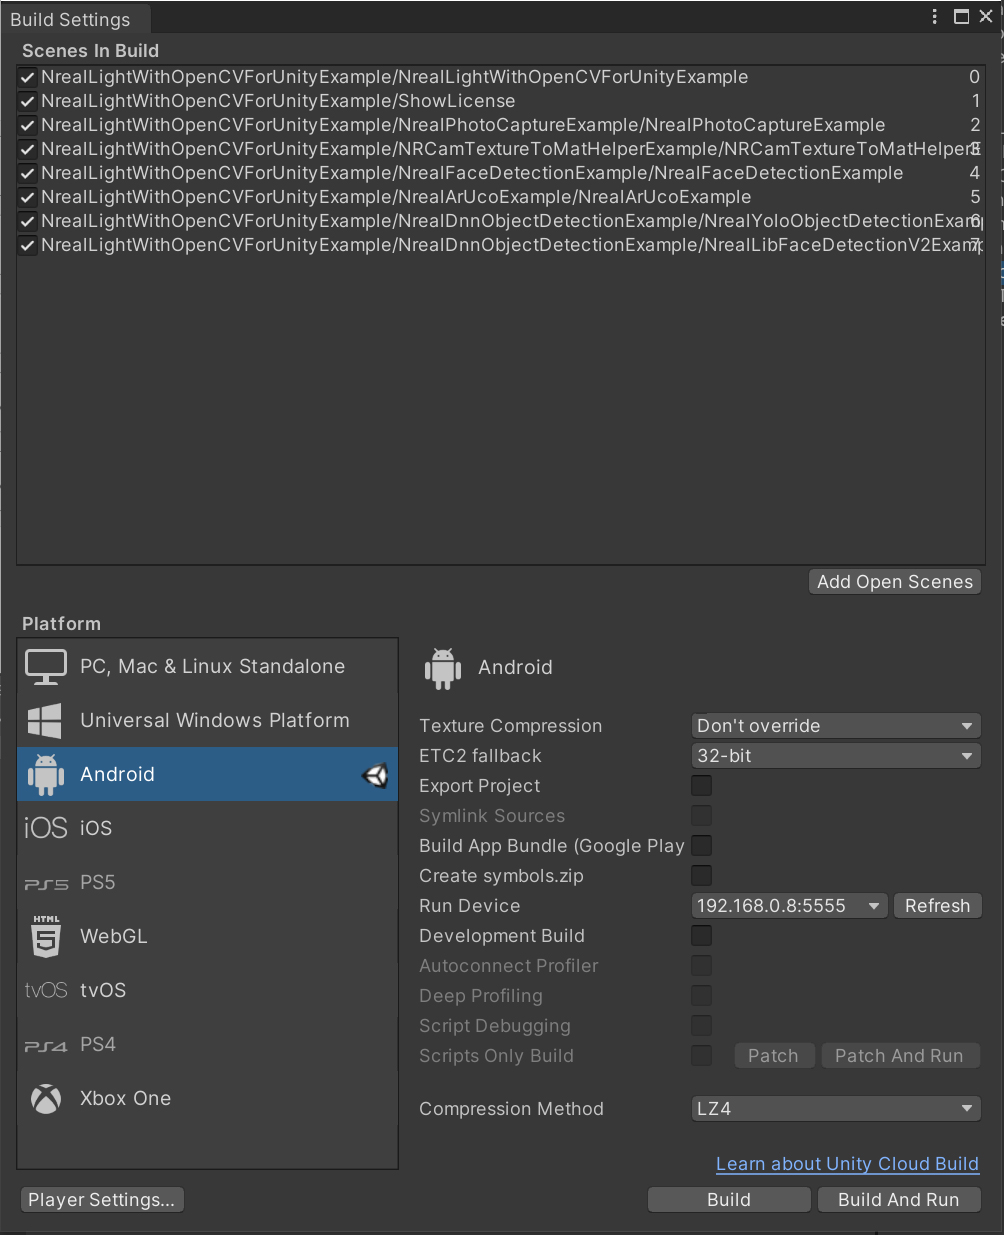 Build Settings
Scenes In Build
NrealLightWithOpenCVForUnityExample/NrealLightWithOpenCVForUnityExample 0
NrealLightWithOpenCVForUnityExample/ShowLicense 1
NrealLightWithOpenCVForUnityExample/NrealPhotoCaptureExample/NrealPhotoCaptureExample 2
NrealLightWithOpenCVForUnityExample/NRCamTextureToMatHelperExample/NRCamTextureToMatHelperE 3
NrealLightWithOpenCVForUnityExample/NrealFaceDetectionExample/NrealFaceDetectionExample 4
NrealLightWithOpenCVForUnityExample/NrealArUcoExample/NrealArUcoExample 5
NrealLightWithOpenCVForUnityExample/NrealDnnObjectDetectionExample/NrealYoloObjectDetectionExamp 6
NrealLightWithOpenCVForUnityExample/NrealDnnObjectDetectionExample/NrealLibFaceDetectionV2Examp 7
Add Open Scenes
Platform
PC, Mac & Linux Standalone
Universal Windows Platform
Android
iOS iOS
PS5 PS5
HTML 5 WebGL
tvOS tvOS
PS4 PS4
Xbox One
Android
Texture Compression Don't override
ETC2 fallback 32-bit
Export Project
Symlink Sources
Build App Bundle (Google Play
Create symbols.zip
Run Device 192.168.0.8:5555 Refresh
Development Build
Autoconnect Profiler
Deep Profiling
Script Debugging
Scripts Only Build Patch Patch And Run
Compression Method LZ4
Learn about Unity Cloud Build
Player Settings... Build Build And Run